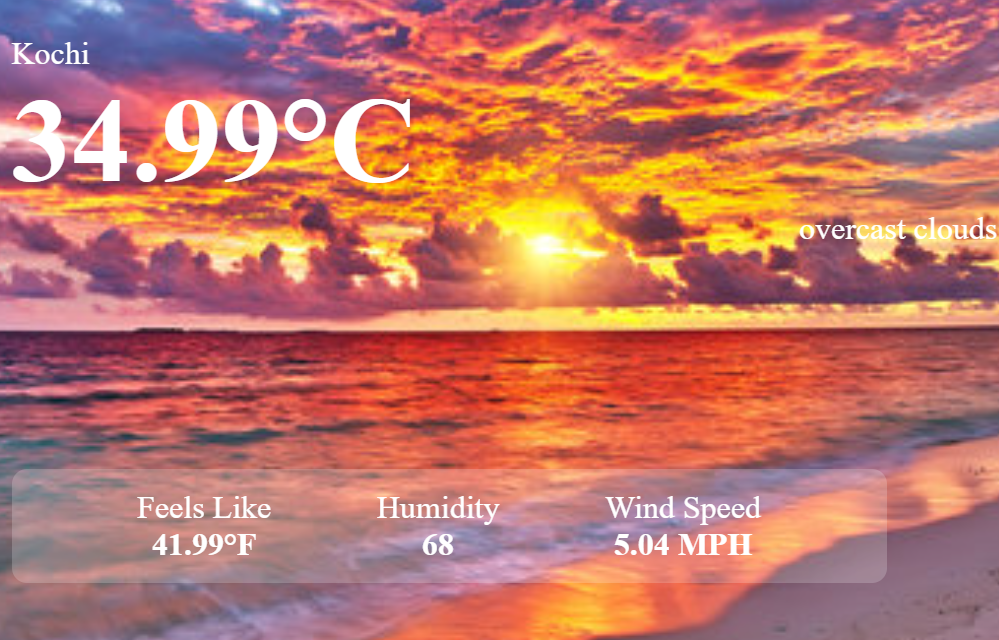 Kochi
34.99°C
overcast clouds
Feels Like
Humidity
Wind Speed
41.99°F
68
5.04 MPH